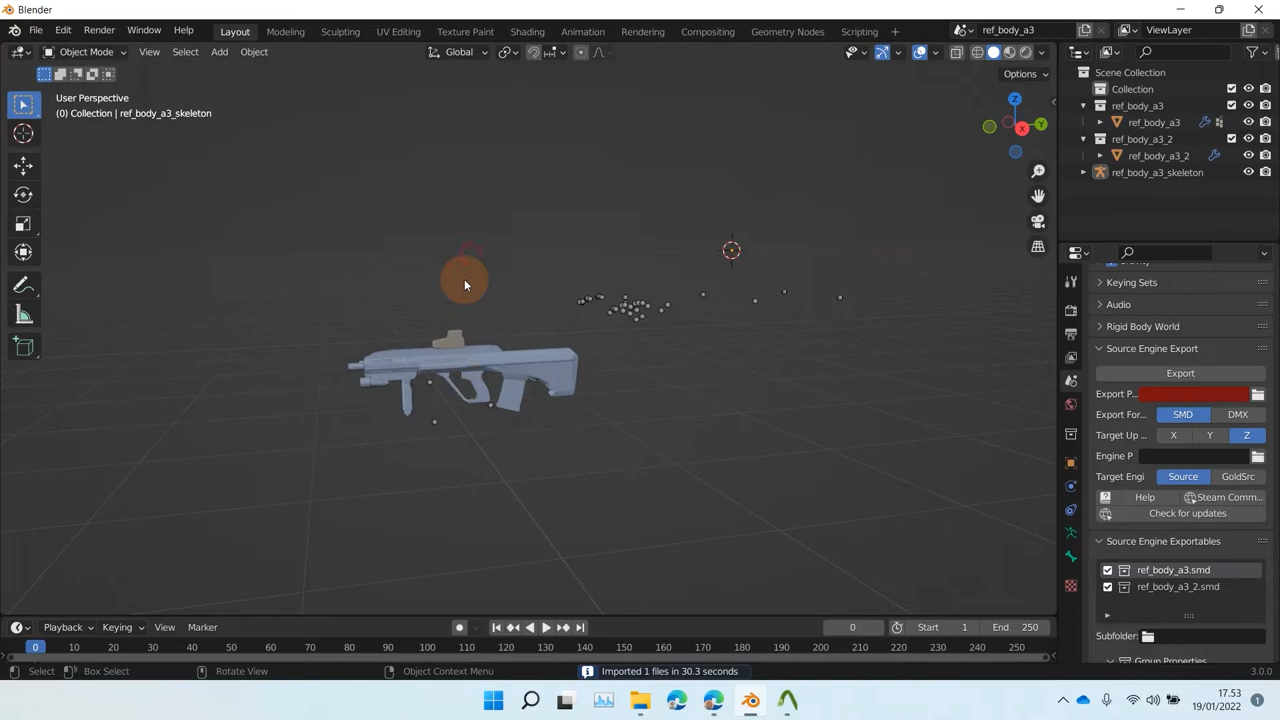 Blender
File Edit Render Window Help Layout Modeling Sculpting UV Editing Texture Paint Shading Animation Rendering Compositing Geometry Nodes Scripting + ref_body_a3 ViewLayer
Object Mode View Select Add Object Global
Options
User Perspective
(0) Collection | ref_body_a3_skeleton
Z
X
Y
Scene Collection
Collection
ref_body_a3
ref_body_a3
ref_body_a3_2
ref_body_a3_2
ref_body_a3_skeleton
Gravity
Keying Sets
Audio
Rigid Body World
Source Engine Export
Export
Export P...
Export For... SMD DMX
Target Up ... X Y Z
Engine P
Target Engi Source GoldSrc
Help Steam Comm...
Check for updates
Source Engine Exportables
ref_body_a3.smd
ref_body_a3_2.smd
Subfolder:
Group Properties
Playback Keying View Marker 0 Start 1 End 250
0 10 20 30 40 50 60 70 80 90 100 110 120 130 140 150 160 170 180 190 200 210 220 230 240 250
Select Box Select Rotate View Object Context Menu Imported 1 files in 30.3 seconds 3.0.0
17.53
19/01/2022
1